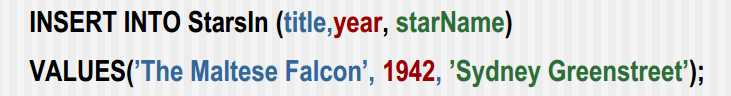 INSERT INTO StarsIn (title,year, starName)
VALUES(’The Maltese Falcon’, 1942, ’Sydney Greenstreet’);